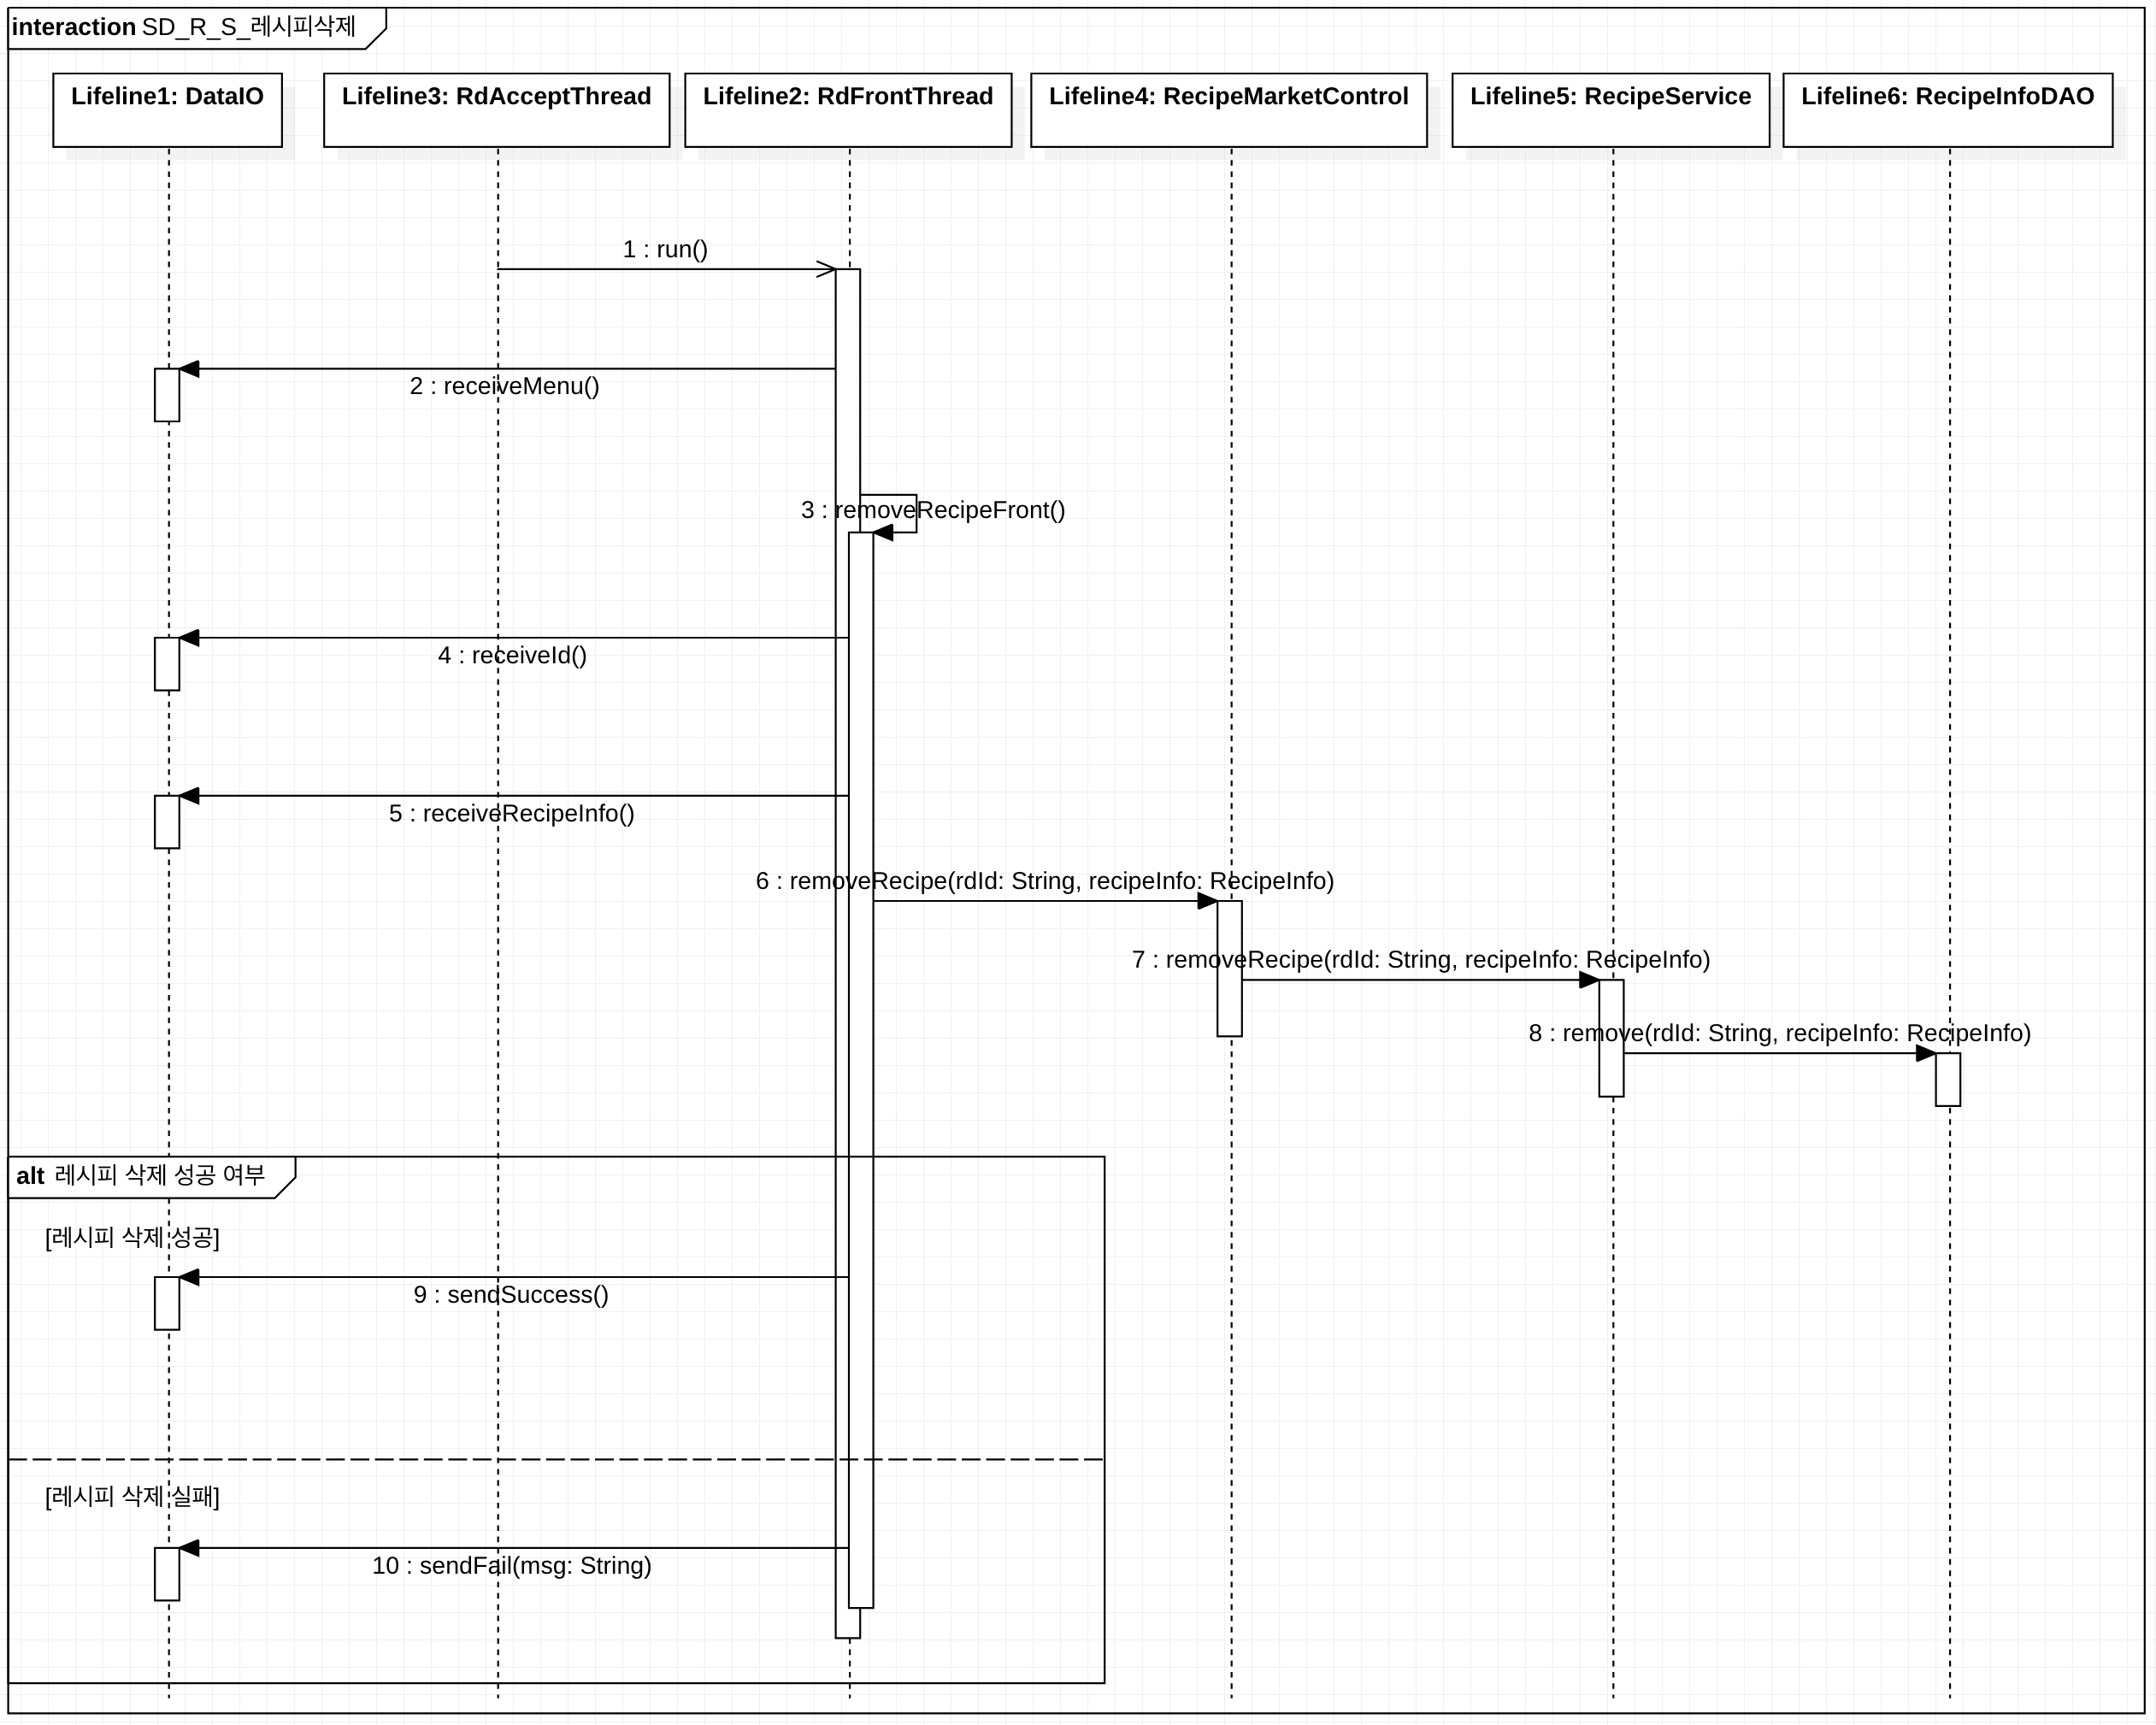 interaction SD_R_S_레시피삭제
Lifeline1: DataIO
Lifeline3: RdAcceptThread
Lifeline2: RdFrontThread
Lifeline4: RecipeMarketControl
Lifeline5: RecipeService
Lifeline6: RecipeInfoDAO
1 : run()
2 : receiveMenu()
3 : removeRecipeFront()
4 : receiveId()
5 : receiveRecipeInfo()
6 : removeRecipe(rdId: String, recipeInfo: RecipeInfo)
7 : removeRecipe(rdId: String, recipeInfo: RecipeInfo)
8 : remove(rdId: String, recipeInfo: RecipeInfo)
alt 레시피 삭제 성공 여부
[레시피 삭제 성공]
9 : sendSuccess()
[레시피 삭제 실패]
10 : sendFail(msg: String)